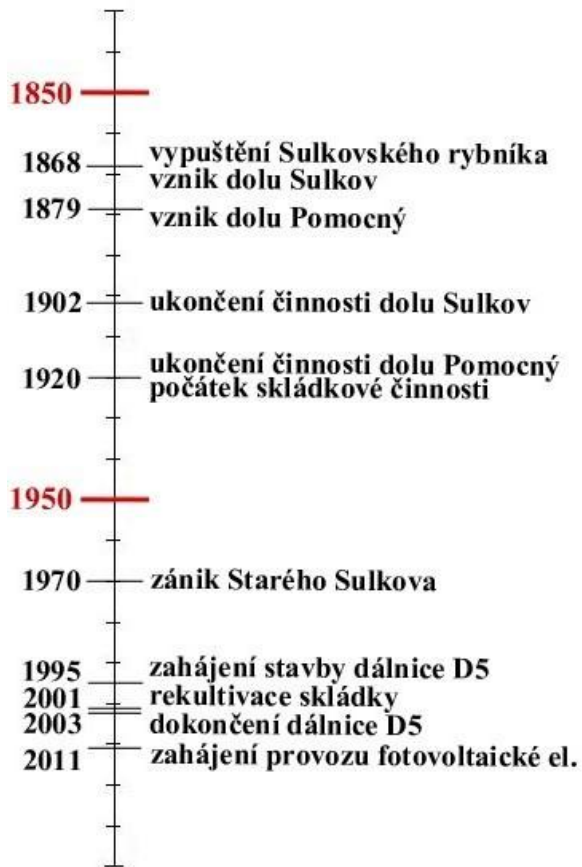 1850
1868 vypuštění Sulkovského rybníka
vznik dolu Sulkov
1879 vznik dolu Pomocný
1902 ukončení činnosti dolu Sulkov
ukončení činnosti dolu Pomocný
1920 počátek skládkové činnosti
1950
1970 zánik Starého Sulkova
1995 zahájení stavby dálnice D5
2001 rekultivace skládky
2003 dokončení dálnice D5
2011 zahájení provozu fotovoltaické el.